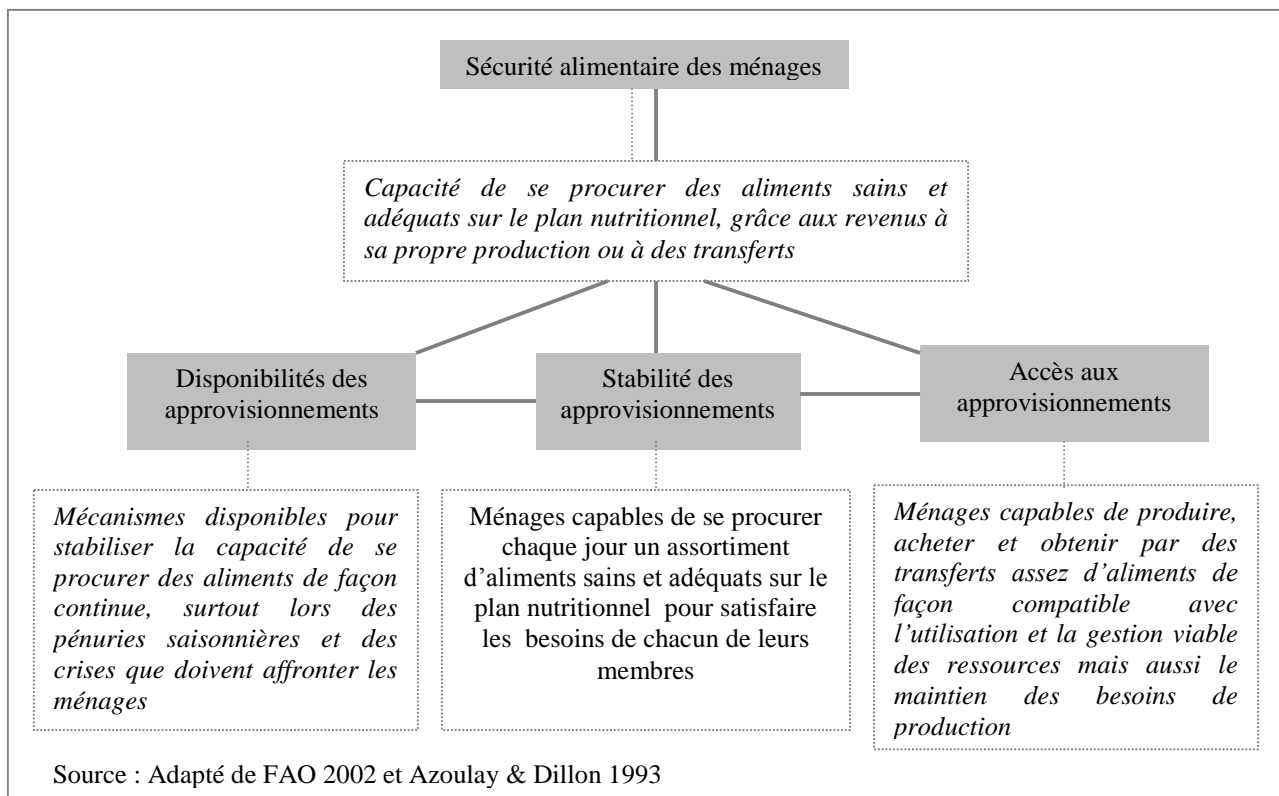 Sécurité alimentaire des ménages
Capacité de se procurer des aliments sains et
adéquats sur le plan nutritionnel, grâce aux revenus à
sa propre production ou à des transferts
Disponibilités des
approvisionnements
Stabilité des
approvisionnements
Accès aux
approvisionnements
Mécanismes disponibles pour
stabiliser la capacité de se
procurer des aliments de façon
continue, surtout lors des
pénuries saisonnières et des
crises que doivent affronter les
ménages
Ménages capables de se procurer
chaque jour un assortiment
d’aliments sains et adéquats sur le
plan nutritionnel pour satisfaire
les besoins de chacun de leurs
membres
Ménages capables de produire,
acheter et obtenir par des
transferts assez d’aliments de
façon compatible avec
l’utilisation et la gestion viable
des ressources mais aussi le
maintien des besoins de
production
Source : Adapté de FAO 2002 et Azoulay & Dillon 1993